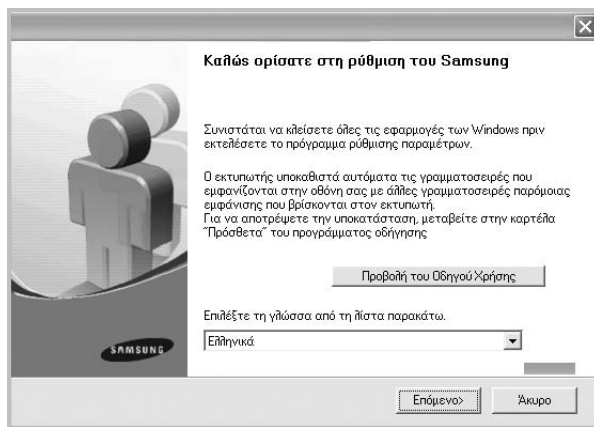 Καλώς ορίσατε στη ρύθμιση του Samsung
Συνιστάται να κλείσετε όλες τις εφαρμογές των Windows πριν
εκτελέσετε το πρόγραμμα ρύθμισης παραμέτρων.
Ο εκτυπωτής υποκαθιστά αυτόματα τις γραμματοσειρές που
εμφανίζονται στην οθόνη σας με άλλες γραμματοσειρές παρόμοιας
εμφάνισης που βρίσκονται στον εκτυπωτή.
Για να αποτρέψετε την υποκατάσταση, μεταβείτε στην καρτέλα
"Πρόσθετα" του προγράμματος οδήγησης
Προβολή του Οδηγού Χρήσης
Επιλέξτε τη γλώσσα από τη λίστα παρακάτω.
Ελληνικά
SAMSUNG
Επόμενο>
Άκυρο